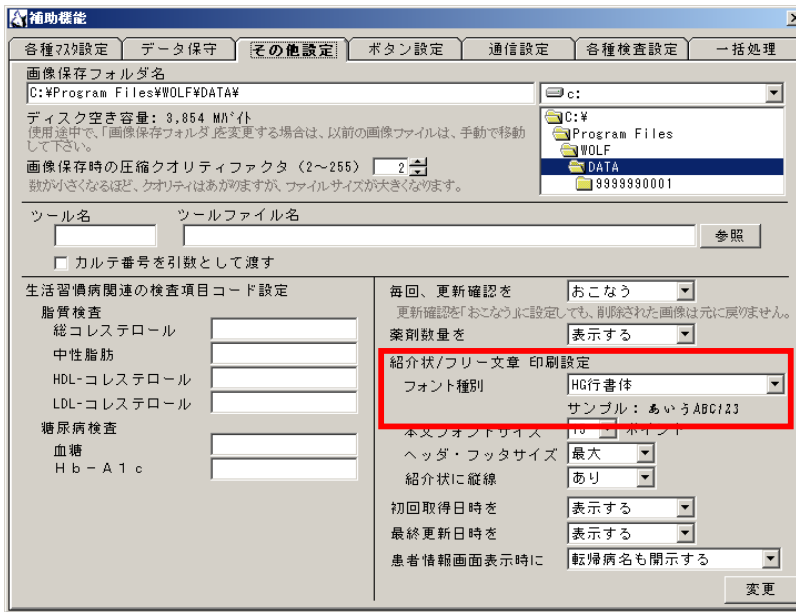 補助機能
各種マスタ設定 データ保守 その他設定 ボタン設定 通信設定 各種検査設定 一括処理
画像保存フォルダ名
C:¥Program Files¥WOLF¥DATA¥
c:
ディスク空き容量: 3,854 Mバイト
使用途中で、「画像保存フォルダ」を変更する場合は、以前の画像ファイルは、手動で移動
して下さい。
画像保存時の圧縮クオリティファクタ（2～255） 2
数が小さくなるほど、クオリティはあがりますが、ファイルサイズが大きくなります。
C:¥
Program Files
WOLF
DATA
9999990001
ツール名 ツールファイル名
参照
カルテ番号を引数として渡す
生活習慣病関連の検査項目コード設定
脂質検査
総コレステロール
中性脂肪
HDL-コレステロール
LDL-コレステロール
糖尿病検査
血糖
Ｈｂ－Ａ１ｃ
毎回、更新確認を おこなう
更新確認を「おこなう」に設定しても、削除された画像は元に戻りません。
薬剤数量を 表示する
紹介状/フリー文章 印刷設定
フォント種別 HG行書体
サンプル: あいうABC123
本文フォントサイズ ポイント
ヘッダ・フッタサイズ 最大
紹介状に縦線 あり
初回取得日時を 表示する
最終更新日時を 表示する
患者情報画面表示時に 転帰病名も開示する
変更